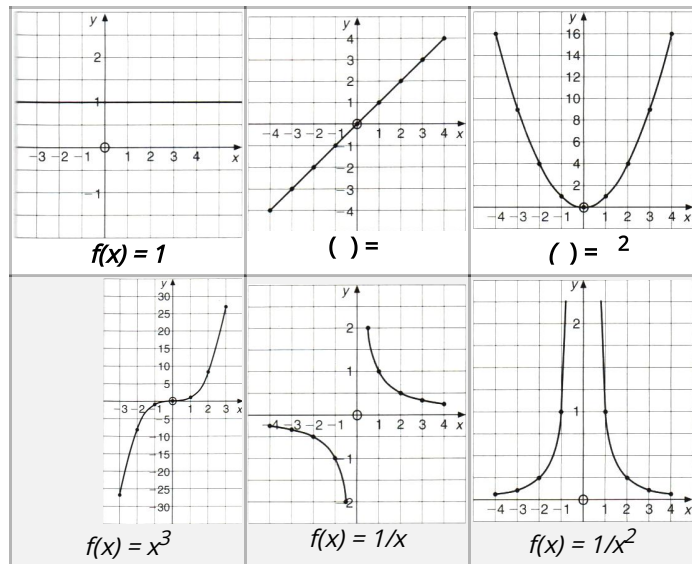 y
2
1
-3 -2 -1 1 2 3 4 x
-1
f(x) = 1
y
4
3
2
1
-4 -3 -2 -1 1 2 3 4 x
-1
-2
-3
-4
( ) =
y
16
14
12
10
8
6
4
2
-4 -3 -2 -1 1 2 3 4 x
( ) = 2
y
30
25
20
15
10
5
-3 -2 -1 1 2 3 x
-5
-10
-15
-20
-25
-30
f(x) = x³
y
2
1
-4 -3 -2 -1 1 2 3 4 x
-1
-2
f(x) = 1/x
y
2
1
-4 -3 -2 -1 1 2 3 4 x
f(x) = 1/x²